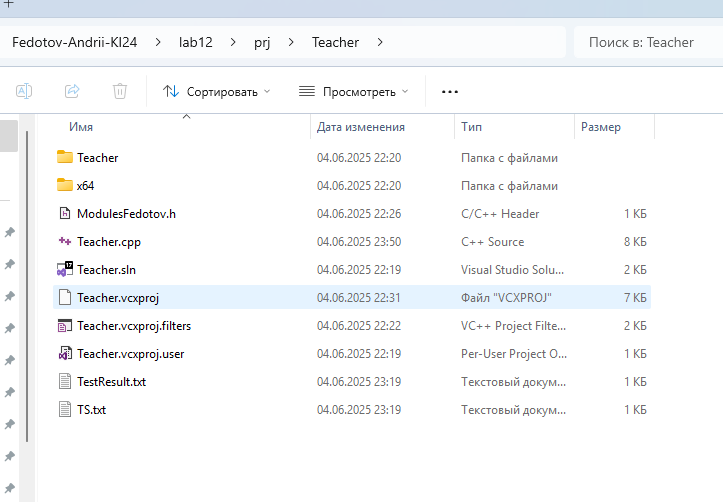 Fedotov-Andrii-KI24 > lab12 > prj > Teacher >
Поиск в: Teacher
Сортировать
Просмотреть
Имя Дата изменения Тип Размер
Teacher 04.06.2025 22:20 Папка с файлами
x64 04.06.2025 22:20 Папка с файлами
ModulesFedotov.h 04.06.2025 22:26 C/C++ Header 1 КБ
Teacher.cpp 04.06.2025 23:50 C++ Source 8 КБ
Teacher.sln 04.06.2025 22:19 Visual Studio Solu... 2 КБ
Teacher.vcxproj 04.06.2025 22:31 Файл "VCXPROJ" 7 КБ
Teacher.vcxproj.filters 04.06.2025 22:22 VC++ Project Filte... 2 КБ
Teacher.vcxproj.user 04.06.2025 22:19 Per-User Project O... 1 КБ
TestResult.txt 04.06.2025 23:19 Текстовый докум... 1 КБ
TS.txt 04.06.2025 23:19 Текстовый докум... 1 КБ